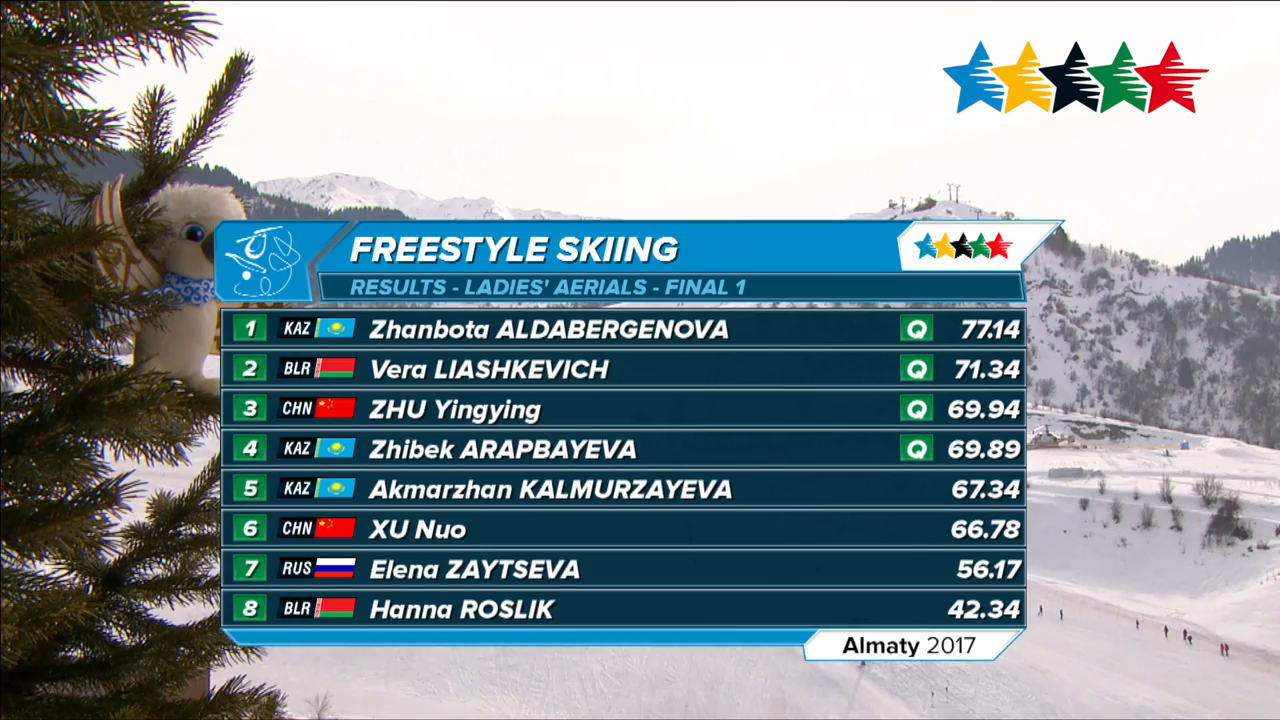 FREESTYLE SKIING
RESULTS - LADIES' AERIALS - FINAL 1
1 KAZ Zhanbota ALDABERGENOVA Q 77.14
2 BLR Vera LIASHKEVICH Q 71.34
3 CHN ZHU Yingying Q 69.94
4 KAZ Zhibek ARAPBAYEVA Q 69.89
5 KAZ Akmarzhan KALMURZAYEVA 67.34
6 CHN XU Nuo 66.78
7 RUS Elena ZAYTSEVA 56.17
8 BLR Hanna ROSLIK 42.34
Almaty 2017